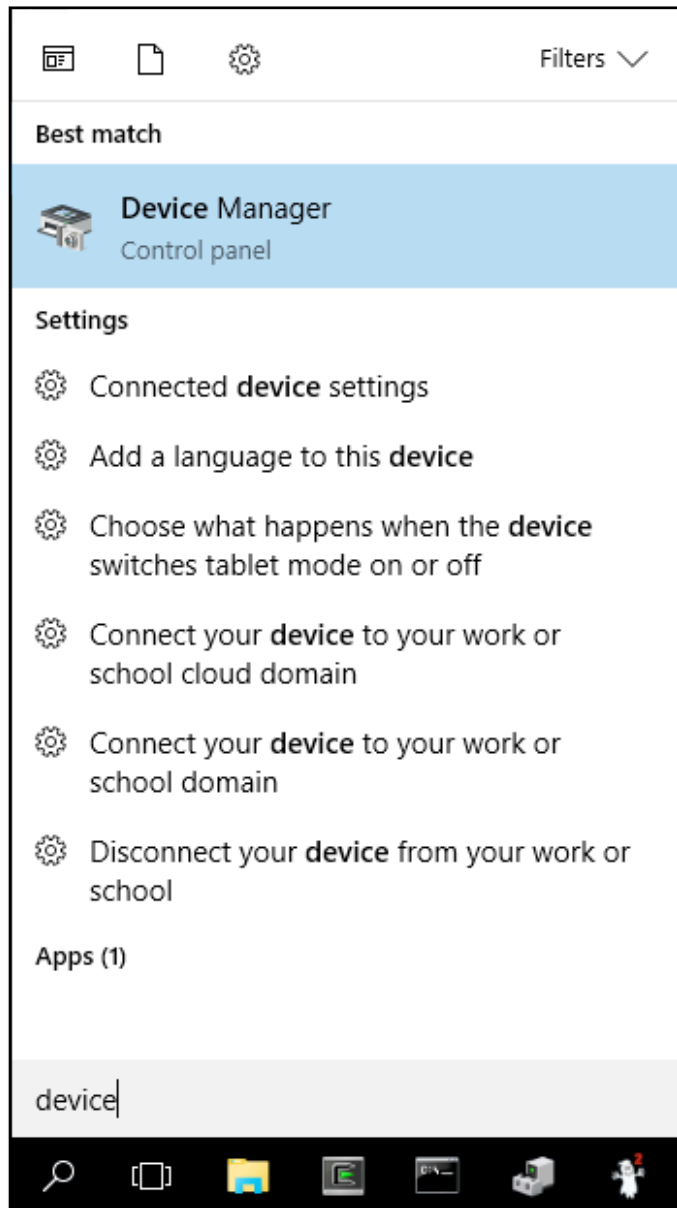 Filters
Best match
Device Manager
Control panel
Settings
Connected device settings
Add a language to this device
Choose what happens when the device
switches tablet mode on or off
Connect your device to your work or
school cloud domain
Connect your device to your work or
school domain
Disconnect your device from your work or
school
Apps (1)
device
2